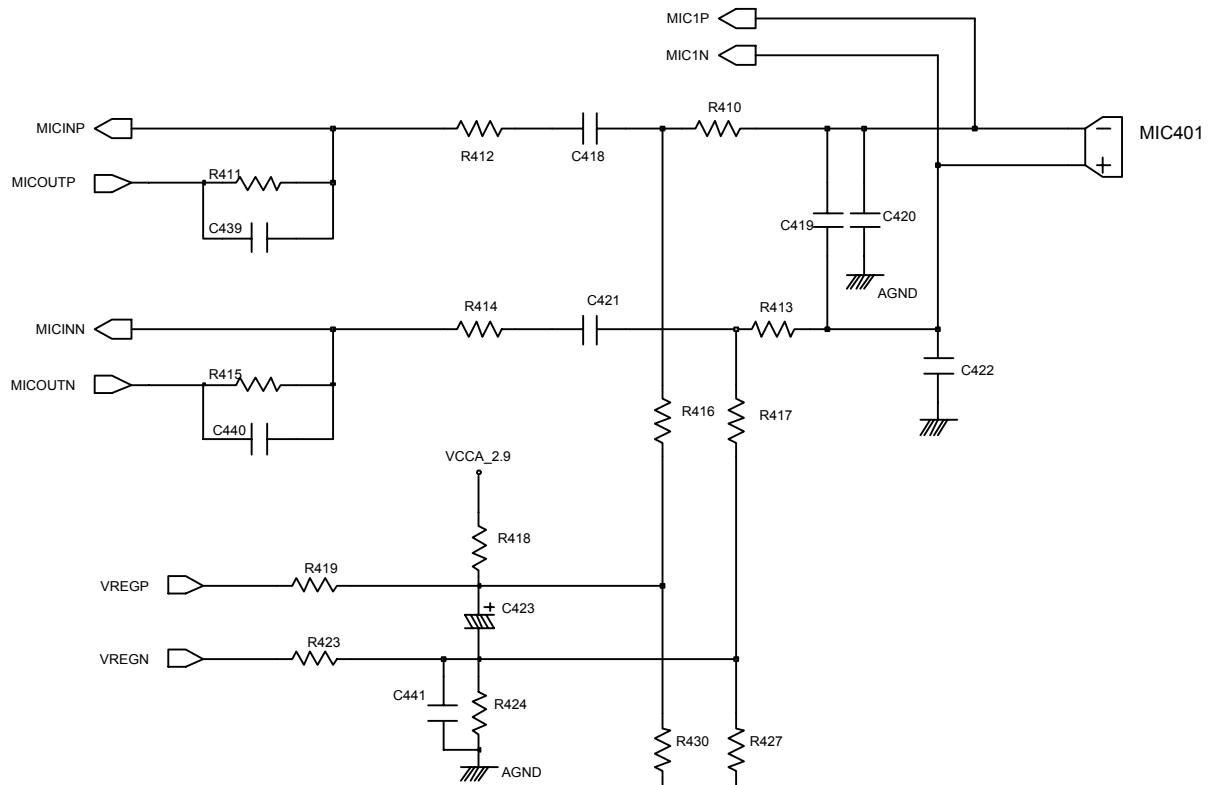 MIC1P
MIC1N
R410
MICINP
R412
C418
−
MIC401
+
MICOUTP
R411
C439
C419
C420
AGND
C421
MICINN
R414
R413
MICOUTN
R415
C422
C440
R416
R417
VCCA_2.9
R418
VREGP
R419
+
C423
VREGN
R423
C441
R424
R430
R427
AGND